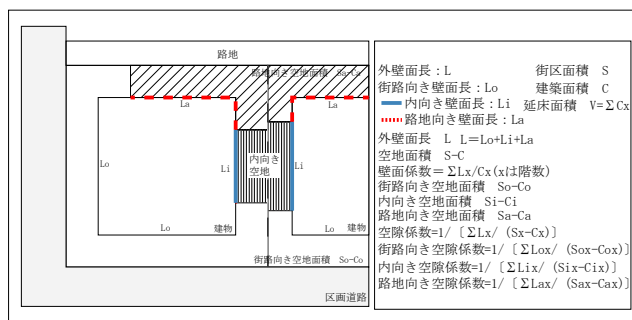 路地
路地向き空地面積 Sa-Ca
La
La
Lo
Li
内向き
空地
Li
Lo
Lo
建物
Lo
建物
街路向き空地面積 So-Co
区画道路
外壁面長：L 街区面積 S
街路向き壁面長：Lo 建築面積 C
内向き壁面長：Li 延床面積 V=ΣCx
路地向き壁面長：La
外壁面長 L L=Lo+Li+La
空地面積 S-C
壁面係数＝ΣLx/Cx(xは階数)
街路向き空地面積 So-Co
内向き空地面積 Si-Ci
路地向き空地面積 Sa-Ca
空隙係数=1/〔ΣLx/（Sx-Cx)〕
街路向き空隙係数=1/〔ΣLox/（Sox-Cox)〕
内向き空隙係数=1/〔ΣLix/（Six-Cix)〕
路地向き空隙係数=1/〔ΣLax/（Sax-Cax)〕